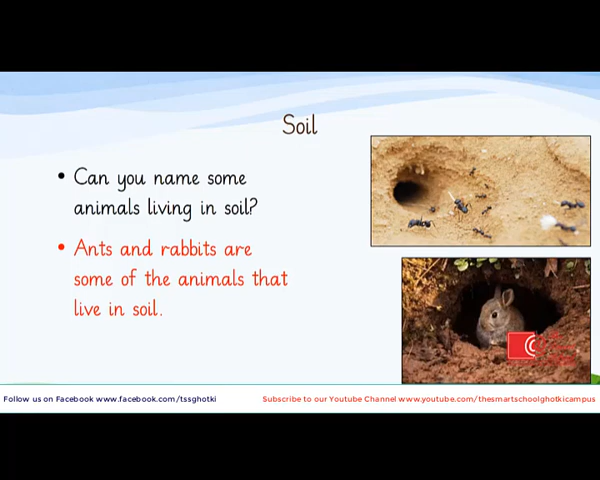 Soil
• Can you name some
animals living in soil?
• Ants and rabbits are
some of the animals that
live in soil.
Follow us on Facebook www.facebook.com/tssghotki
Subscribe to our Youtube Channel www.youtube.com/thesmartschoolghotkicampus